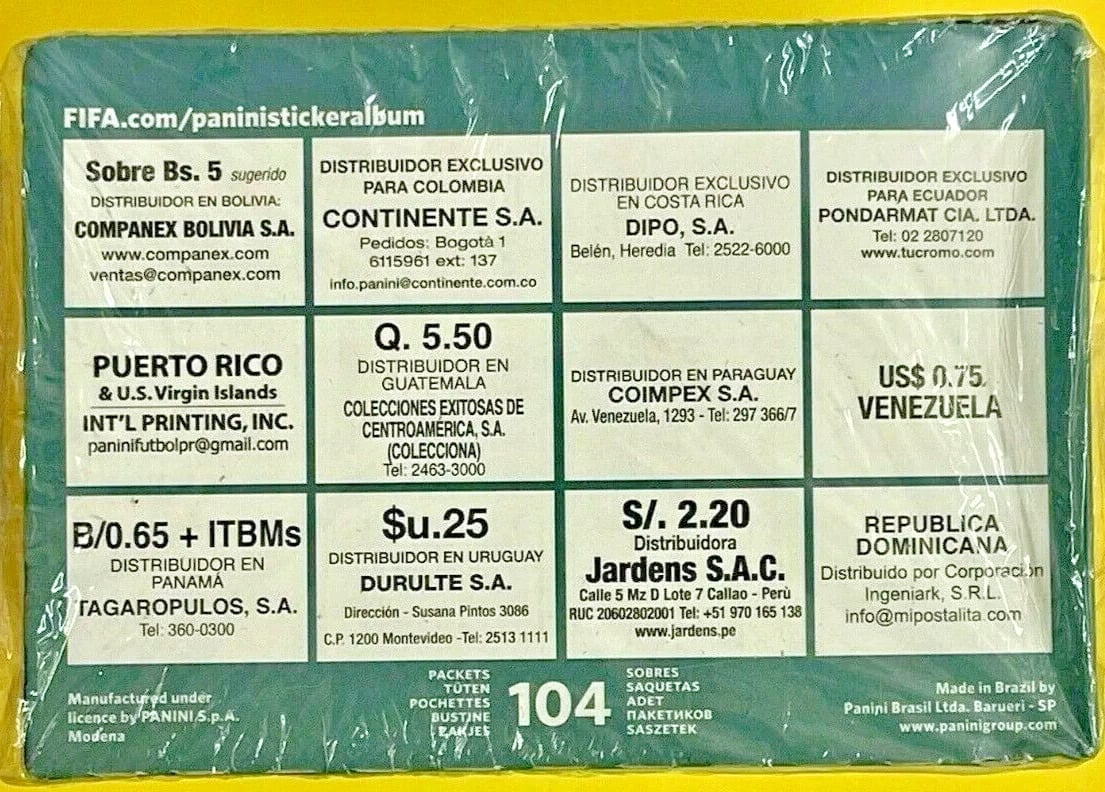 FIFA.com/paninistickeralbum
Sobre Bs. 5 sugerido
DISTRIBUIDOR EN BOLIVIA:
COMPANEX BOLIVIA S.A.
www.companex.com
ventas@companex.com
DISTRIBUIDOR EXCLUSIVO
PARA COLOMBIA
CONTINENTE S.A.
Pedidos: Bogotà 1
6115961 ext: 137
info.panini@continente.com.co
DISTRIBUIDOR EXCLUSIVO
EN COSTA RICA
DIPO, S.A.
Belén, Heredia Tel: 2522-6000
DISTRIBUIDOR EXCLUSIVO
PARA ECUADOR
PONDARMAT CIA. LTDA.
Tel: 02 2807120
www.tucromo.com
PUERTO RICO
& U.S. Virgin Islands
INT'L PRINTING, INC.
paninifutbolpr@gmail.com
Q. 5.50
DISTRIBUIDOR EN
GUATEMALA
COLECCIONES EXITOSAS DE
CENTROAMÉRICA, S.A.
(COLECCIONA)
Tel: 2463-3000
DISTRIBUIDOR EN PARAGUAY
COIMPEX S.A.
Av. Venezuela, 1293 - Tel: 297 366/7
US$ 0.75
VENEZUELA
B/0.65 + ITBMs
DISTRIBUIDOR EN
PANAMÁ
TAGAROPULOS, S.A.
Tel: 360-0300
$u.25
DISTRIBUIDOR EN URUGUAY
DURULTE S.A.
Dirección - Susana Pintos 3086
C.P. 1200 Montevideo -Tel: 2513 1111
S/. 2.20
Distribuidora
Jardens S.A.C.
Calle 5 Mz D Lote 7 Callao - Perù
RUC 20602802001 Tel: +51 970 165 138
www.jardens.pe
REPUBLICA
DOMINICANA
Distribuido por Corporación
Ingeniark, S.R.L.
info@mipostalita.com
Manufactured under
licence by PANINI S.p.A.
Modena
PACKETS
TÜTEN
POCHETTES
BUSTINE
ZAKJES
104
SOBRES
SAQUETAS
ADET
ПАКЕТИКОВ
SASZETEK
Made in Brazil by
Panini Brasil Ltda. Barueri - SP
www.paninigroup.com